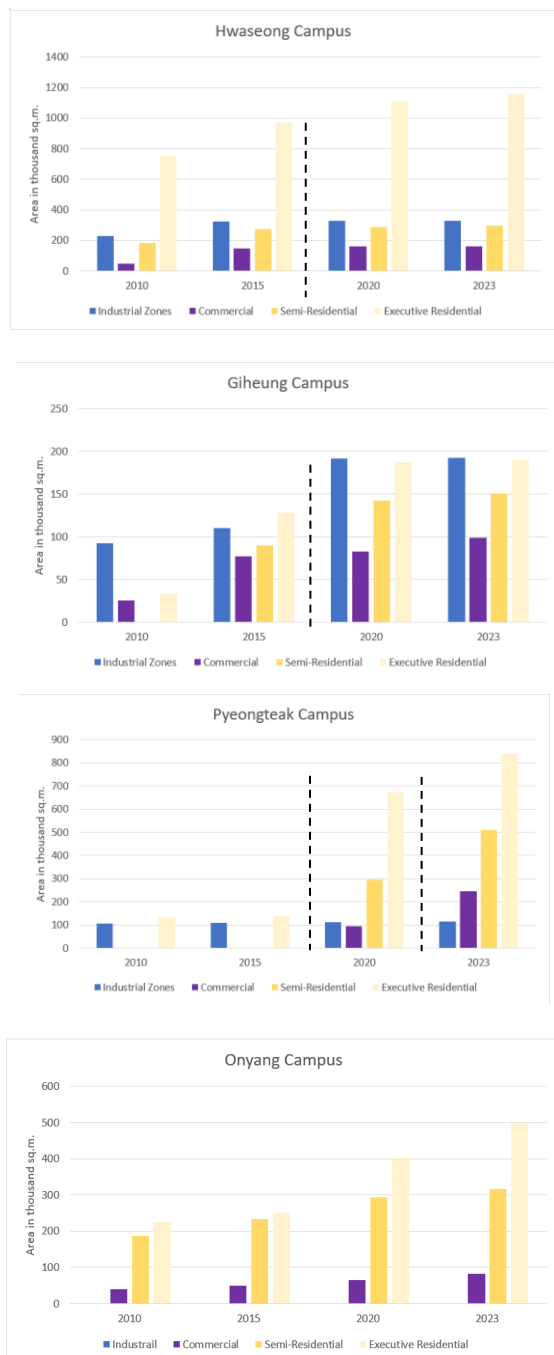 Hwaseong Campus
1400
1200
1000
800
600
400
200
0
Area in thousand sq.m.
2010 2015 2020 2023
Industrial Zones Commercial Semi-Residential Executive Residential
Giheung Campus
250
200
150
100
50
0
Area in thousand sq.m.
2010 2015 2020 2023
Industrial Zones Commercial Semi-Residential Executive Residential
Pyeongteak Campus
900
800
700
600
500
400
300
200
100
0
Area in thousand sq.m.
2010 2015 2020 2023
Industrial Zones Commercial Semi-Residential Executive Residential
Onyang Campus
600
500
400
300
200
100
0
Area in thousand sq.m.
2010 2015 2020 2023
Industrail Commercial Semi-Residential Executive Residential